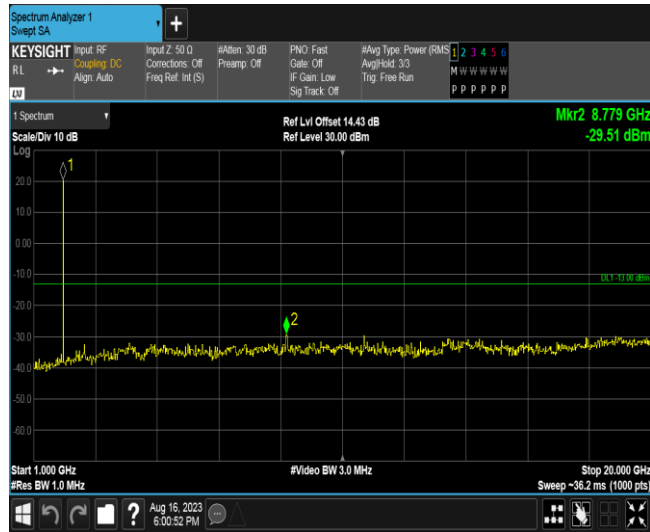 Spectrum Analyzer 1
Swept SA
+
KEYSIGHT
RL
LXI
Input: RF
Coupling: DC
Align: Auto
Input Z: 50 Ω
Corrections: Off
Freq Ref: Int (S)
#Atten: 30 dB
Preamp: Off
PNO: Fast
Gate: Off
IF Gain: Low
Sig Track: Off
#Avg Type: Power (RMS
Avg|Hold: 3/3
Trig: Free Run
1 2 3 4 5 6
M W W W W W
P P P P P P
1 Spectrum
Scale/Div 10 dB
Log
Ref Lvl Offset 14.43 dB
Ref Level 30.00 dBm
Mkr2 8.779 GHz
-29.51 dBm
1
20.0
10.0
0.00
-10.0
DL1 -13.00 dBm
-20.0
2
-30.0
-40.0
-50.0
-60.0
Start 1.000 GHz
#Video BW 3.0 MHz
Stop 20.000 GHz
#Res BW 1.0 MHz
Sweep ~36.2 ms (1000 pts)
?
Aug 16, 2023
6:00:52 PM